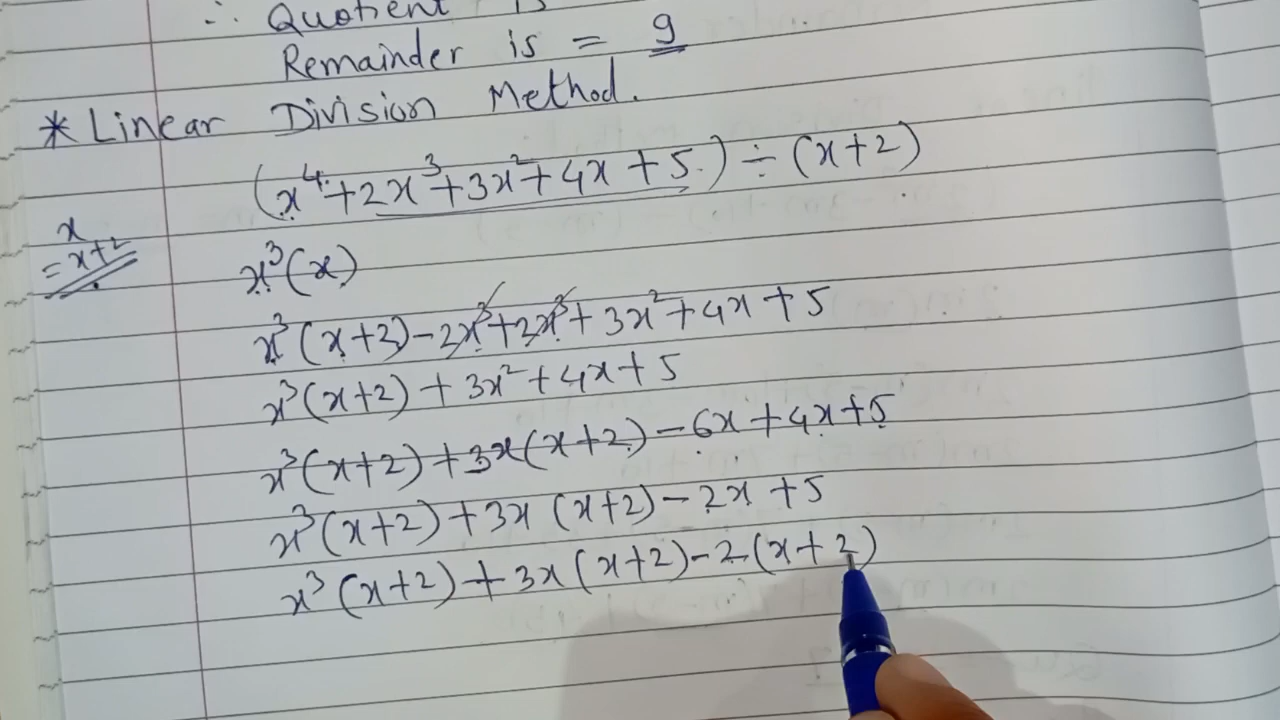 ∴ Quotient is
Remainder is = 9
* Linear Division Method.
(x⁴+2x³+3x²+4x+5.) ÷ (x+2)
x
= x+2
x³(x)
x³(x+2)-2x³+2x³+3x²+4x+5
x³(x+2)+3x²+4x+5
x³(x+2)+3x(x+2)-6x+4x+5
x³(x+2)+3x(x+2)-2x+5
x³(x+2)+3x(x+2)-2(x+2)